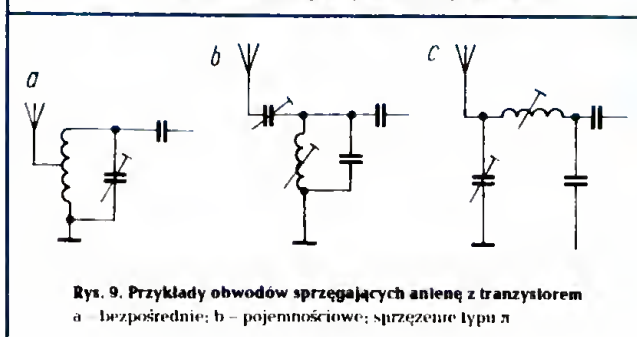 a
b
c
Rys. 9. Przykłady obwodów sprzęgających antenę z tranzystorem
a – bezpośrednie; b – pojemnościowe; sprzężenie typu π